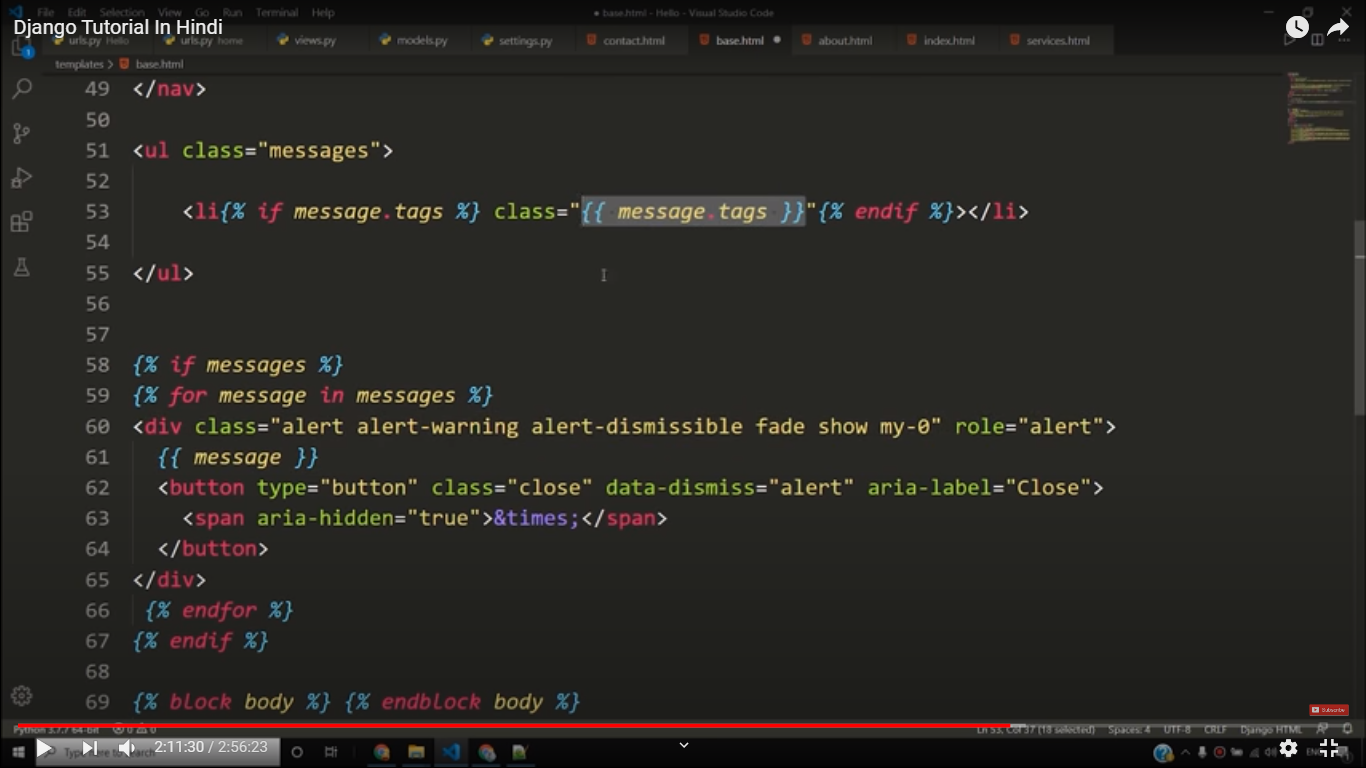 File Edit Selection View Go Run Terminal Help
● base.html - Hello - Visual Studio Code
Django Tutorial In Hindi
urls.py Hello urls.py home views.py models.py settings.py contact.html base.html ● about.html index.html services.html
1
templates > base.html
49 </nav>
50
51 <ul class="messages">
52
53 <li{% if message.tags %} class="{{ message.tags }}"{% endif %}></li>
54
55 </ul>
56
57
58 {% if messages %}
59 {% for message in messages %}
60 <div class="alert alert-warning alert-dismissible fade show my-0" role="alert">
61 {{ message }}
62 <button type="button" class="close" data-dismiss="alert" aria-label="Close">
63 <span aria-hidden="true">&times;</span>
64 </button>
65 </div>
66 {% endfor %}
67 {% endif %}
68
69 {% block body %} {% endblock body %}
Subscribe
Python 3.7.7 64-bit 0 0 Ln 53, Col 37 (18 selected) Spaces: 4 UTF-8 CRLF Django HTML
Type here to search
2:11:30 / 2:56:23